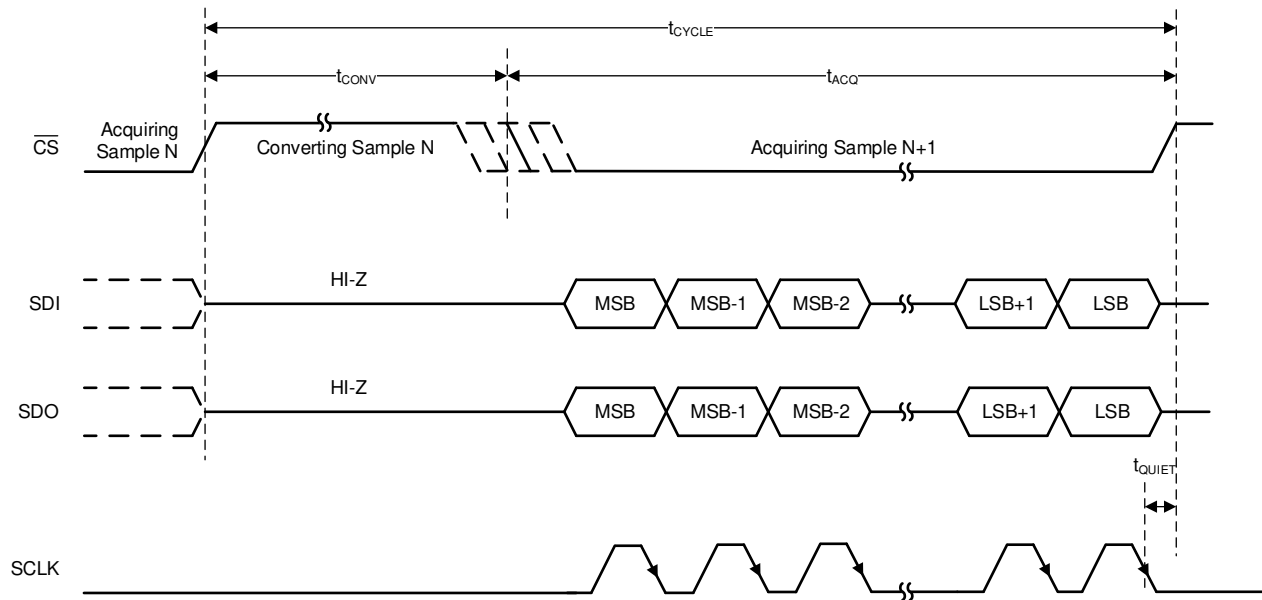 tCYCLE
tCONV
tACQ
CS
Acquiring
Sample N
Converting Sample N
Acquiring Sample N+1
HI-Z
SDI
MSB
MSB-1
MSB-2
LSB+1
LSB
HI-Z
SDO
MSB
MSB-1
MSB-2
LSB+1
LSB
tQUIET
SCLK